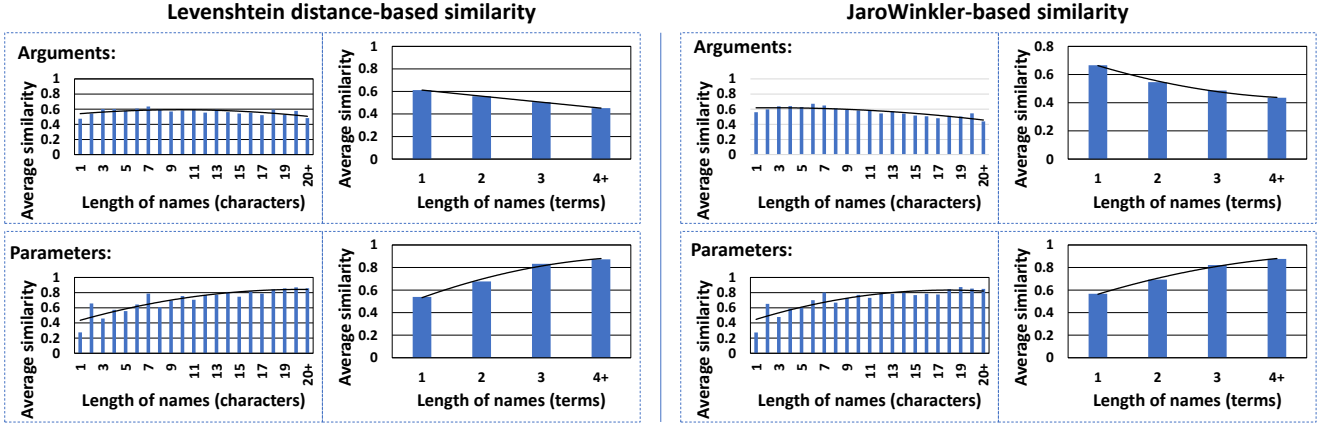 Levenshtein distance-based similarity
JaroWinkler-based similarity
Arguments:
Average similarity
1
0.8
0.6
0.4
0.2
0
1 3 5 7 9 11 13 15 17 19 20+
Length of names (characters)
Average similarity
1
0.8
0.6
0.4
0.2
0
1 2 3 4+
Length of names (terms)
Arguments:
Average similarity
1
0.8
0.6
0.4
0.2
0
1 3 5 7 9 11 13 15 17 19 20+
Length of names (characters)
Average similarity
0.8
0.6
0.4
0.2
0
1 2 3 4+
Length of names (terms)
Parameters:
Average similarity
1
0.8
0.6
0.4
0.2
0
1 3 5 7 9 11 13 15 17 19 20+
Length of names (characters)
Average similarity
1
0.8
0.6
0.4
0.2
0
1 2 3 4+
Length of names (terms)
Parameters:
Average similarity
1
0.8
0.6
0.4
0.2
0
1 3 5 7 9 11 13 15 17 19 20+
Length of names (characters)
Average similarity
1
0.8
0.6
0.4
0.2
0
1 2 3 4+
Length of names (terms)